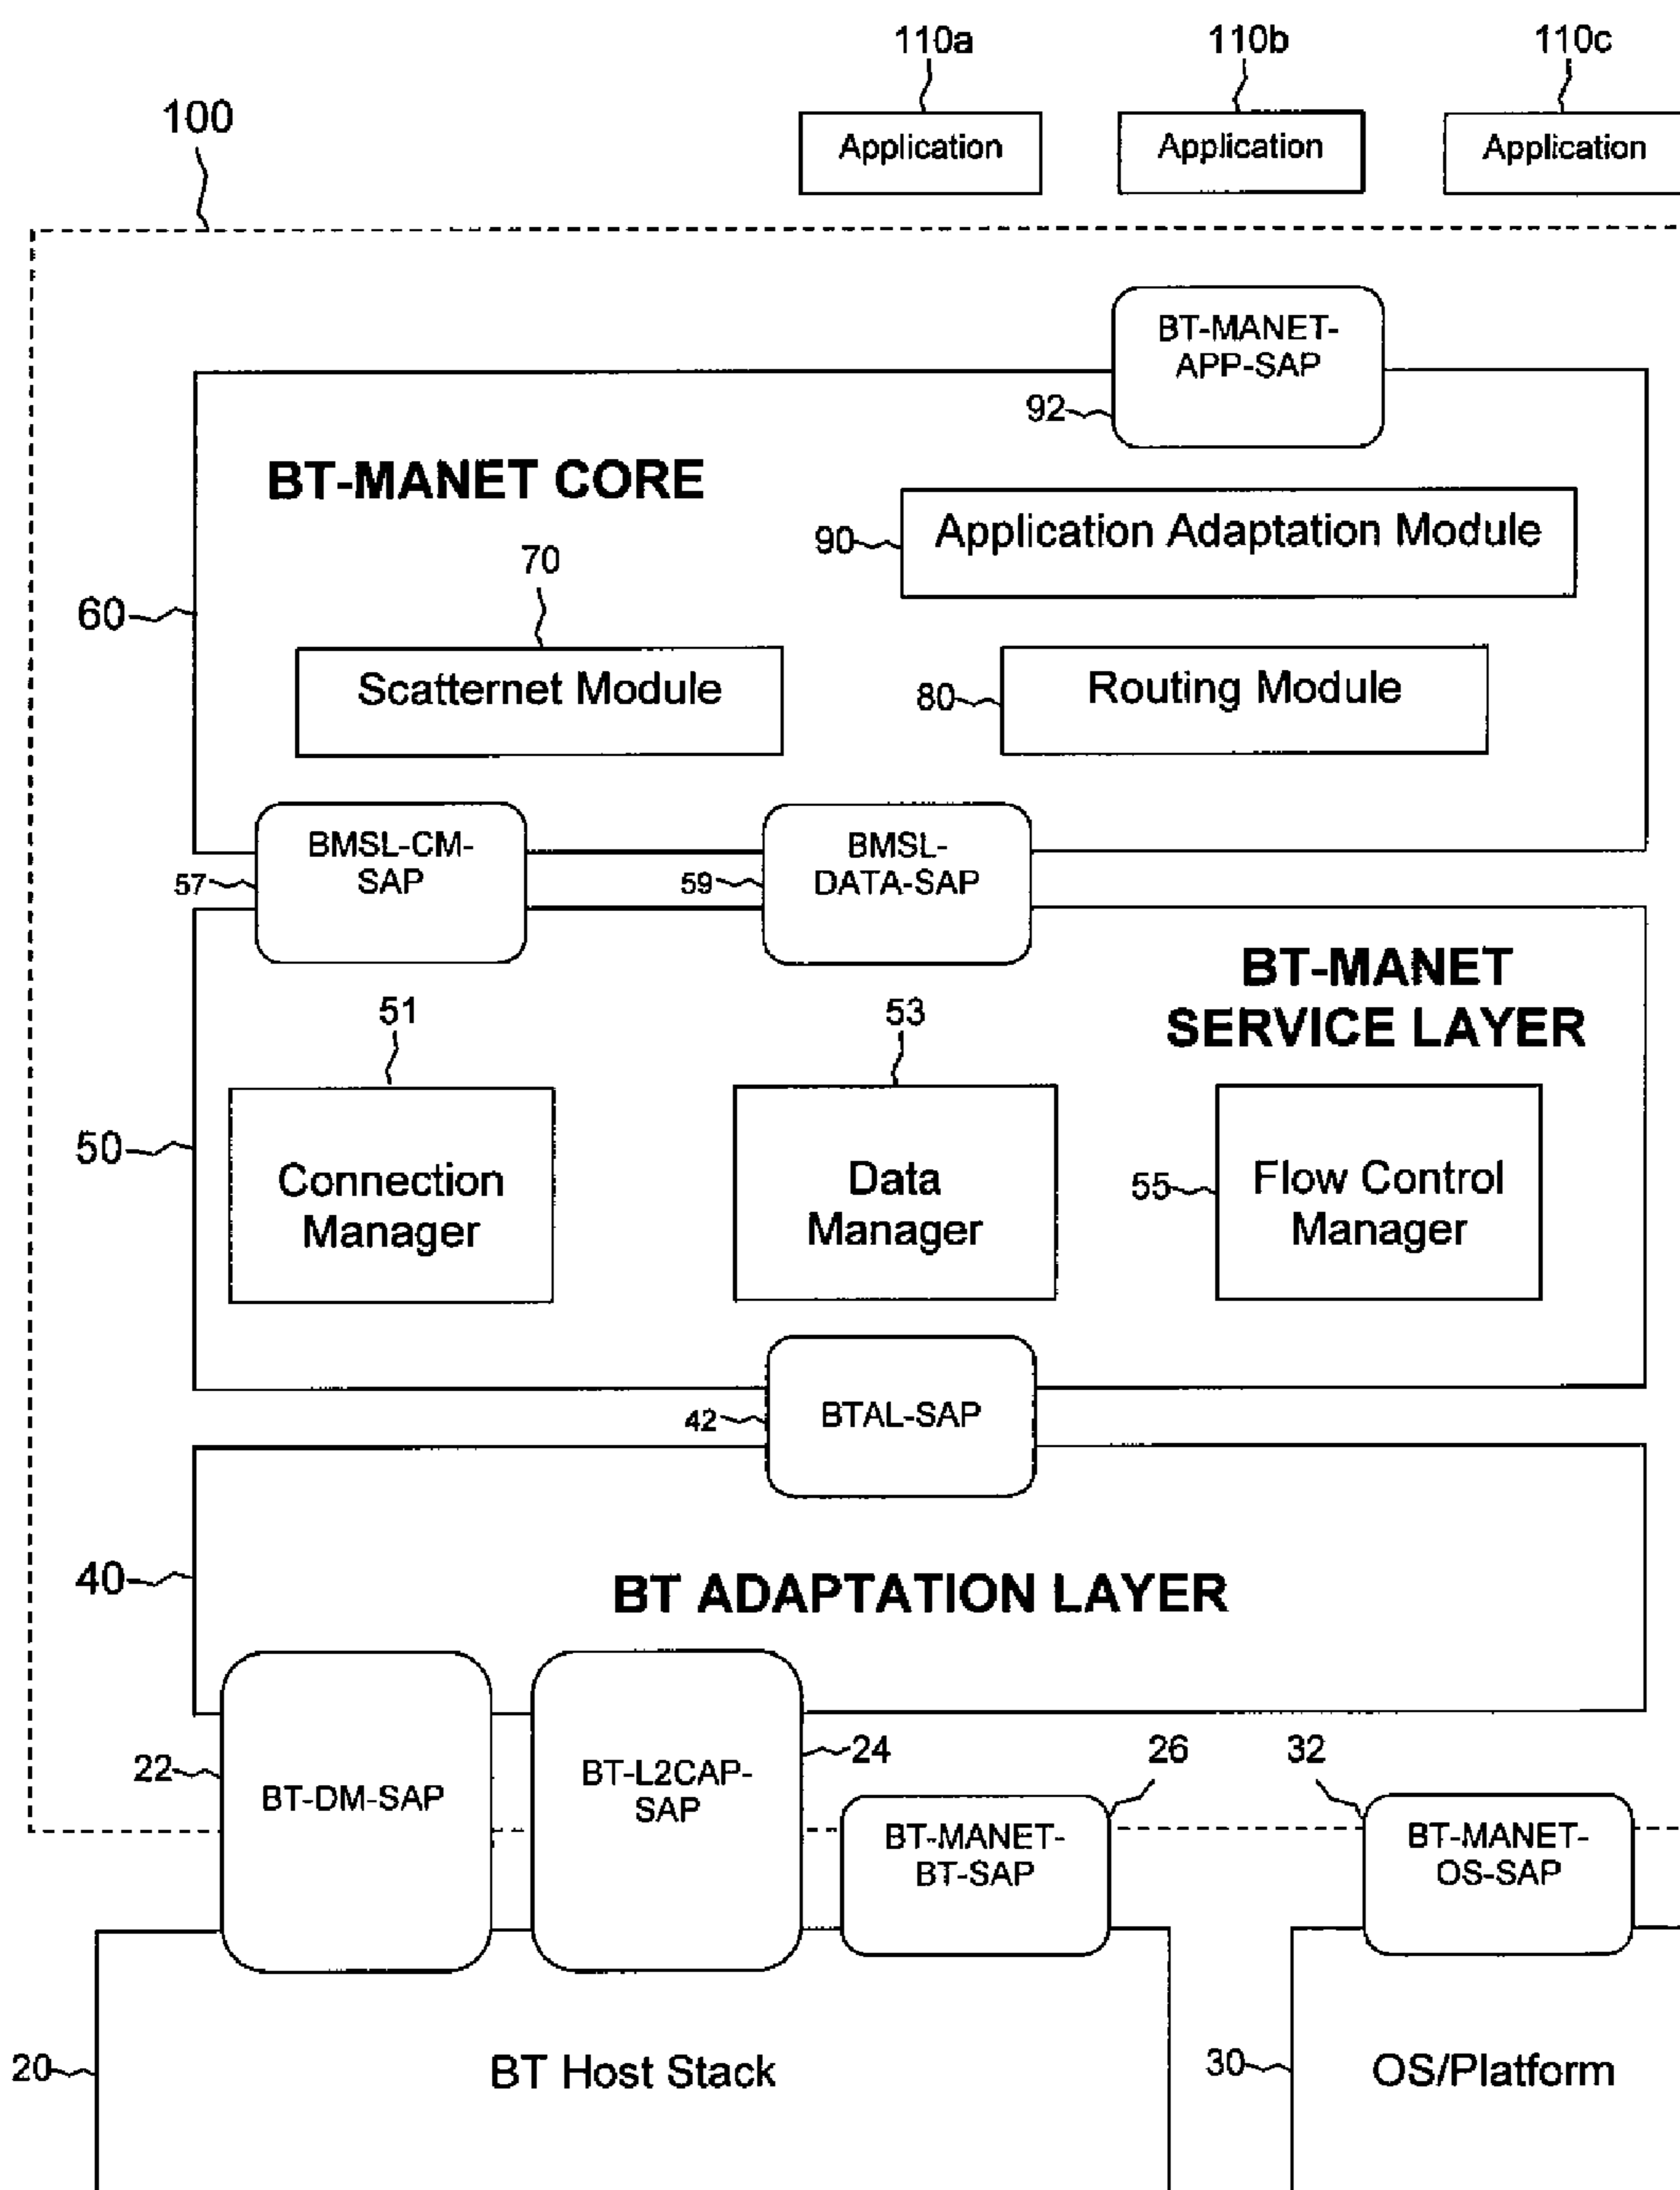 110a
110b
110c
100
Application
Application
Application
BT-MANET-
APP-SAP
92
BT-MANET CORE
90
Application Adaptation Module
70
60
Scatternet Module
80
Routing Module
BMSL-CM-
SAP
57
BMSL-
DATA-SAP
59
BT-MANET
SERVICE LAYER
51
53
50
Connection
Manager
Data
Manager
55
Flow Control
Manager
42
BTAL-SAP
40
BT ADAPTATION LAYER
22
BT-DM-SAP
BT-L2CAP-
SAP
24
26
32
BT-MANET-
BT-SAP
BT-MANET-
OS-SAP
20
BT Host Stack
30
OS/Platform